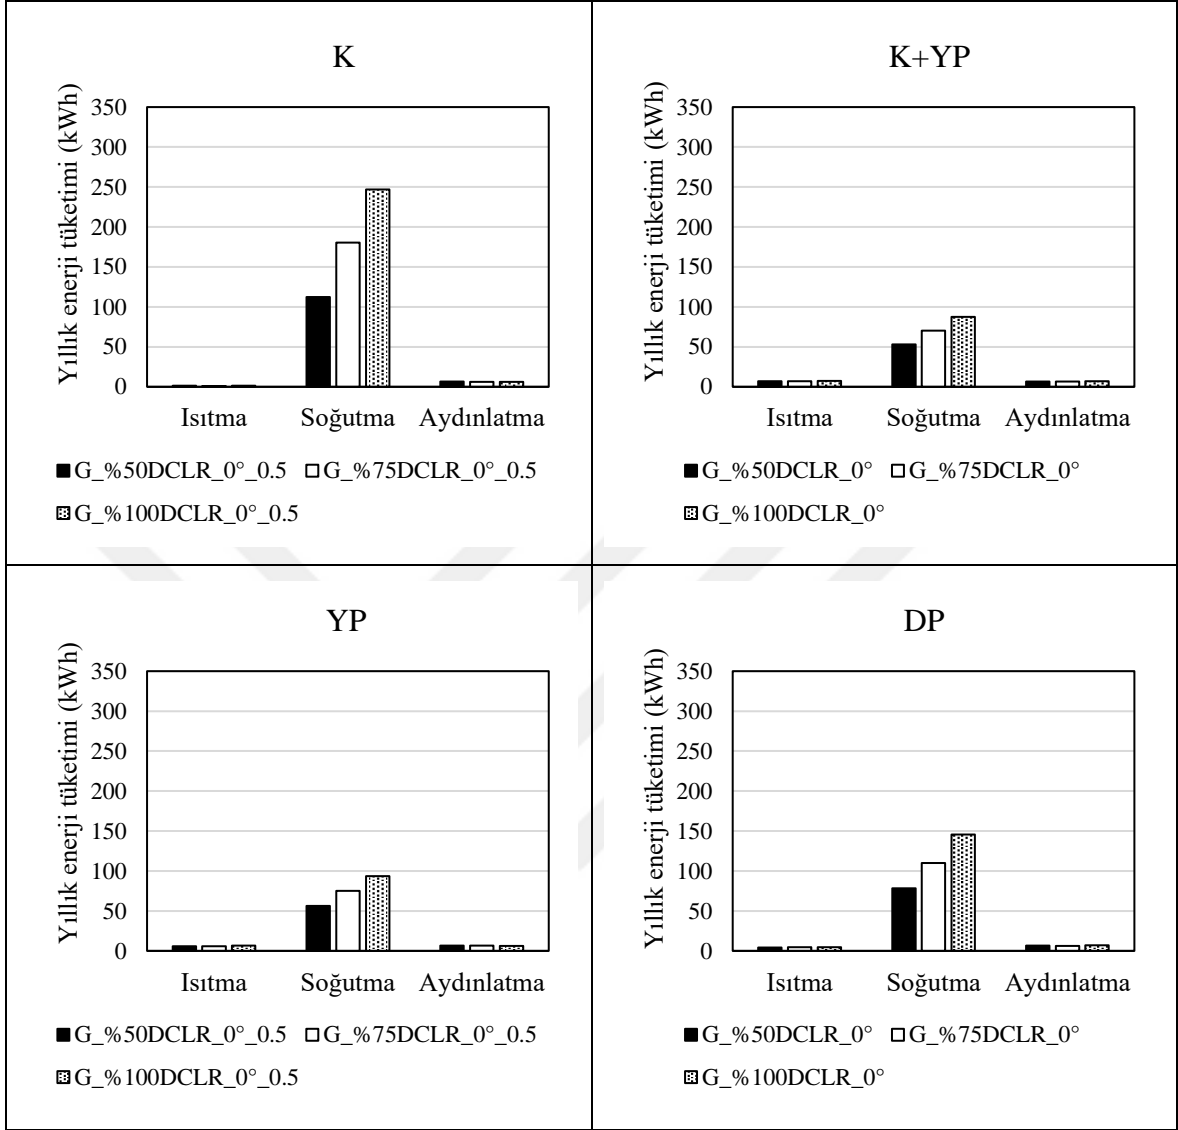 K
Yıllık enerji tüketimi (kWh)
350
300
250
200
150
100
50
0
Isıtma Soğutma Aydınlatma
G_%50DCLR_0°_0.5 G_%75DCLR_0°_0.5
G_%100DCLR_0°_0.5
K+YP
Yıllık enerji tüketimi (kWh)
350
300
250
200
150
100
50
0
Isıtma Soğutma Aydınlatma
G_%50DCLR_0° G_%75DCLR_0°
G_%100DCLR_0°
YP
Yıllık enerji tüketimi (kWh)
350
300
250
200
150
100
50
0
Isıtma Soğutma Aydınlatma
G_%50DCLR_0°_0.5 G_%75DCLR_0°_0.5
G_%100DCLR_0°_0.5
DP
Yıllık enerji tüketimi (kWh)
350
300
250
200
150
100
50
0
Isıtma Soğutma Aydınlatma
G_%50DCLR_0° G_%75DCLR_0°
G_%100DCLR_0°